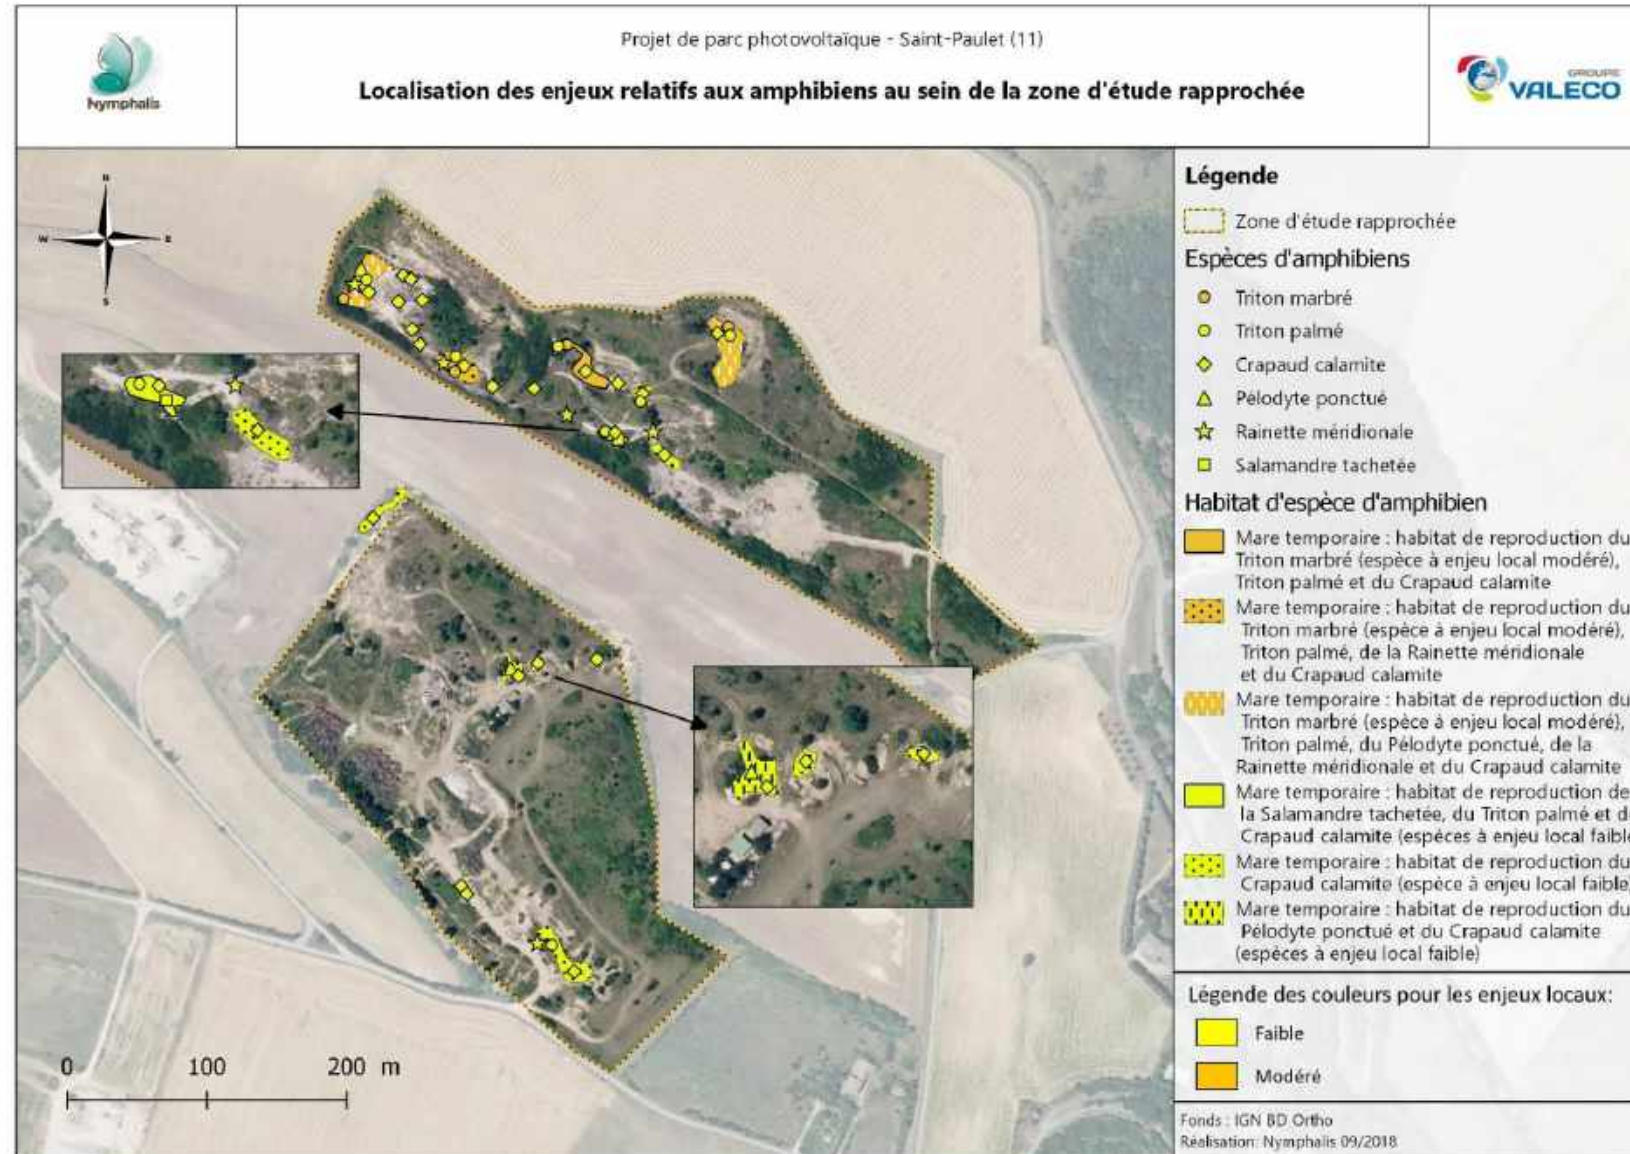 Nymphalis
Projet de parc photovoltaïque - Saint-Paulet (11)
Localisation des enjeux relatifs aux amphibiens au sein de la zone d'étude rapprochée
GROUPE
VALECO
N
W
E
S
Légende
Zone d'étude rapprochée
Espèces d'amphibiens
Triton marbré
Triton palmé
Crapaud calamite
Pélodyte ponctué
Rainette méridionale
Salamandre tachetée
Habitat d'espèce d'amphibien
Mare temporaire : habitat de reproduction du
Triton marbré (espèce à enjeu local modéré),
Triton palmé et du Crapaud calamite
Mare temporaire : habitat de reproduction du
Triton marbré (espèce à enjeu local modéré),
Triton palmé, de la Rainette méridionale
et du Crapaud calamite
Mare temporaire : habitat de reproduction du
Triton marbré (espèce à enjeu local modéré),
Triton palmé, du Pélodyte ponctué, de la
Rainette méridionale et du Crapaud calamite
Mare temporaire : habitat de reproduction de
la Salamandre tachetée, du Triton palmé et d
Crapaud calamite (espèces à enjeu local faible
Mare temporaire : habitat de reproduction du
Crapaud calamite (espèce à enjeu local faible)
Mare temporaire : habitat de reproduction du
Pélodyte ponctué et du Crapaud calamite
(espèces à enjeu local faible)
Légende des couleurs pour les enjeux locaux:
Faible
Modéré
0 100 200 m
Fonds : IGN BD Ortho
Réalisation: Nymphalis 09/2018